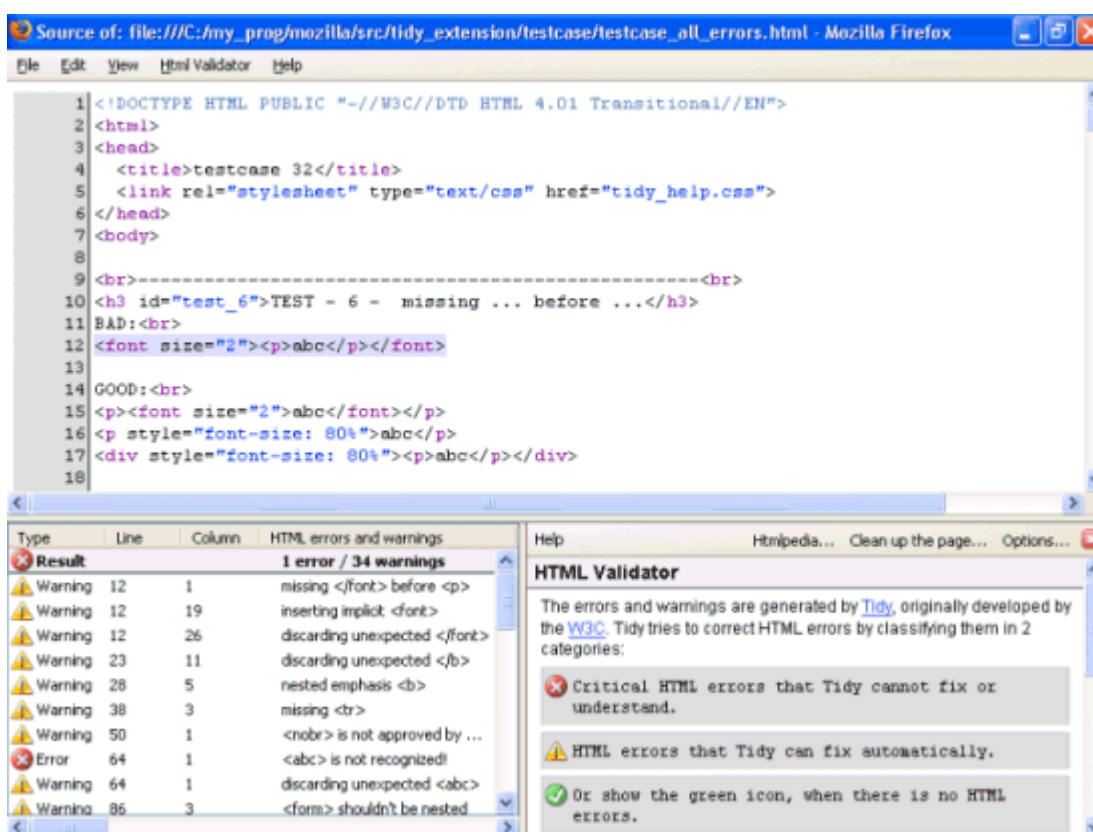 Source of: file:///C:/my_prog/mozilla/src/tidy_extension/testcase/testcase_all_errors.html - Mozilla Firefox
File Edit View Html Validator Help
1 <!DOCTYPE HTML PUBLIC "-//W3C//DTD HTML 4.01 Transitional//EN">
2 <html>
3 <head>
4 <title>testcase 32</title>
5 <link rel="stylesheet" type="text/css" href="tidy_help.css">
6 </head>
7 <body>
8
9 <br>---------------------------------------------------<br>
10 <h3 id="test_6">TEST - 6 - missing ... before ...</h3>
11 BAD:<br>
12 <font size="2"><p>abc</p></font>
13
14 GOOD:<br>
15 <p><font size="2">abc</font></p>
16 <p style="font-size: 80%">abc</p>
17 <div style="font-size: 80%"><p>abc</p></div>
18
Type Line Column HTML errors and warnings
Result 1 error / 34 warnings
Warning 12 1 missing </font> before <p>
Warning 12 19 inserting implicit <font>
Warning 12 26 discarding unexpected </font>
Warning 23 11 discarding unexpected </b>
Warning 28 5 nested emphasis <b>
Warning 38 3 missing <tr>
Warning 50 1 <nobr> is not approved by ...
Error 64 1 <abc> is not recognized!
Warning 64 1 discarding unexpected <abc>
Warning 86 3 <form> shouldn't be nested
Help Htmlpedia... Clean up the page... Options...
HTML Validator
The errors and warnings are generated by Tidy, originally developed by
the W3C. Tidy tries to correct HTML errors by classifying them in 2
categories:
Critical HTML errors that Tidy cannot fix or
understand.
HTML errors that Tidy can fix automatically.
Or show the green icon, when there is no HTML
errors.